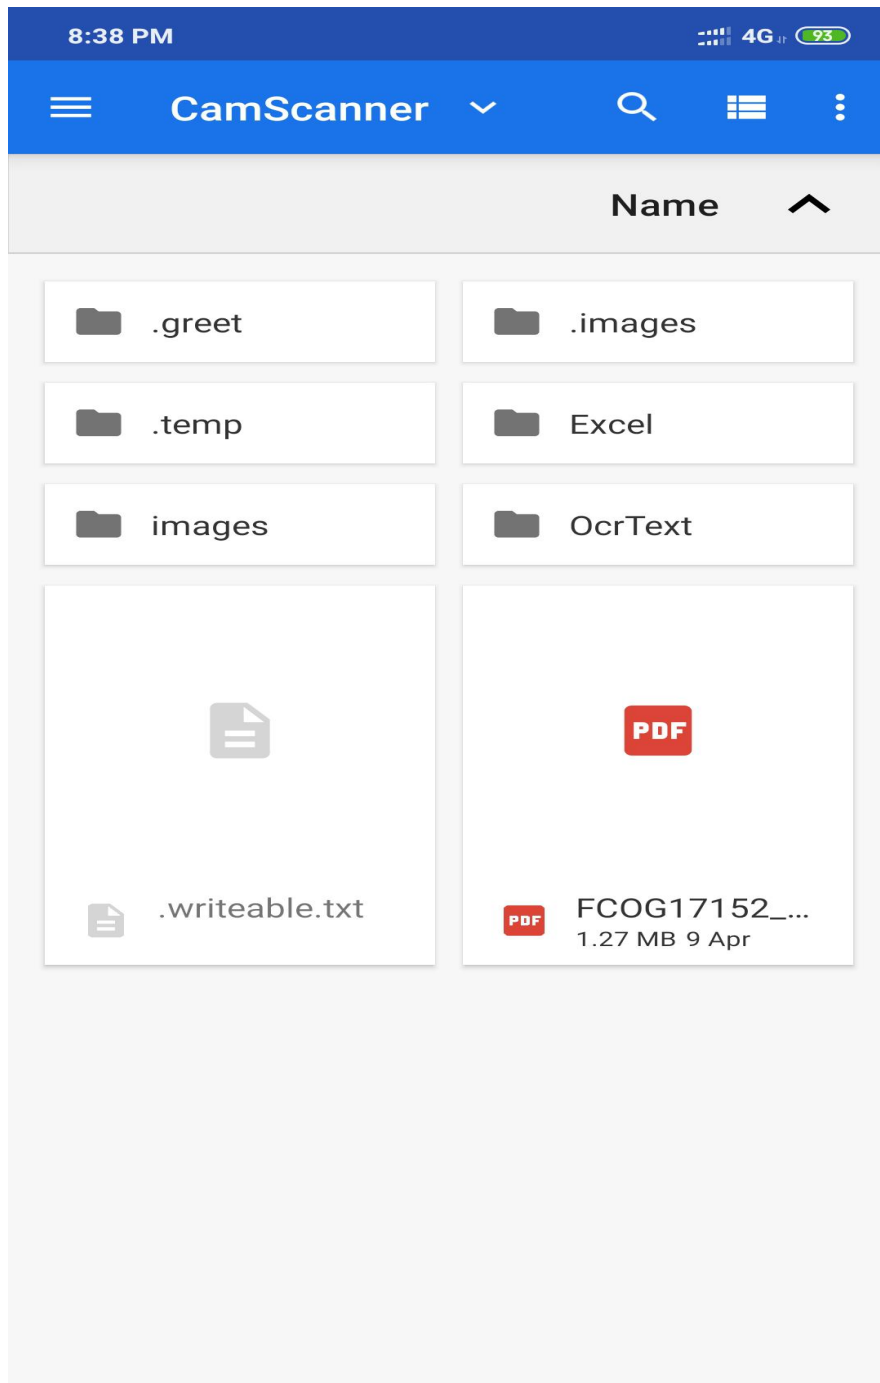 8:38 PM 4G 93
CamScanner
Name
.greet .images
.temp Excel
images OcrText
PDF
.writeable.txt PDF FCOG17152_...
1.27 MB 9 Apr